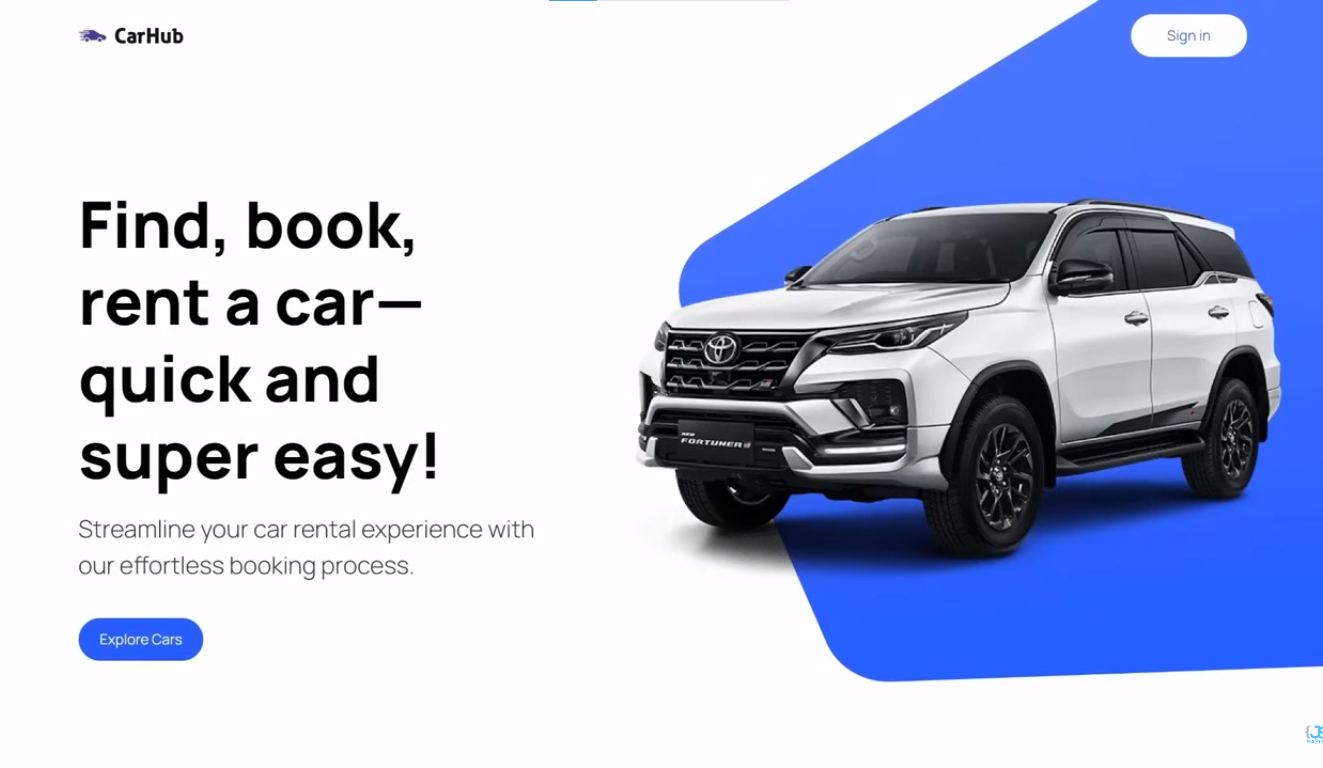 CarHub
Sign in
Find, book,
rent a car—
quick and
super easy!
NEW
FORTUNER
Streamline your car rental experience with
our effortless booking process.
Explore Cars